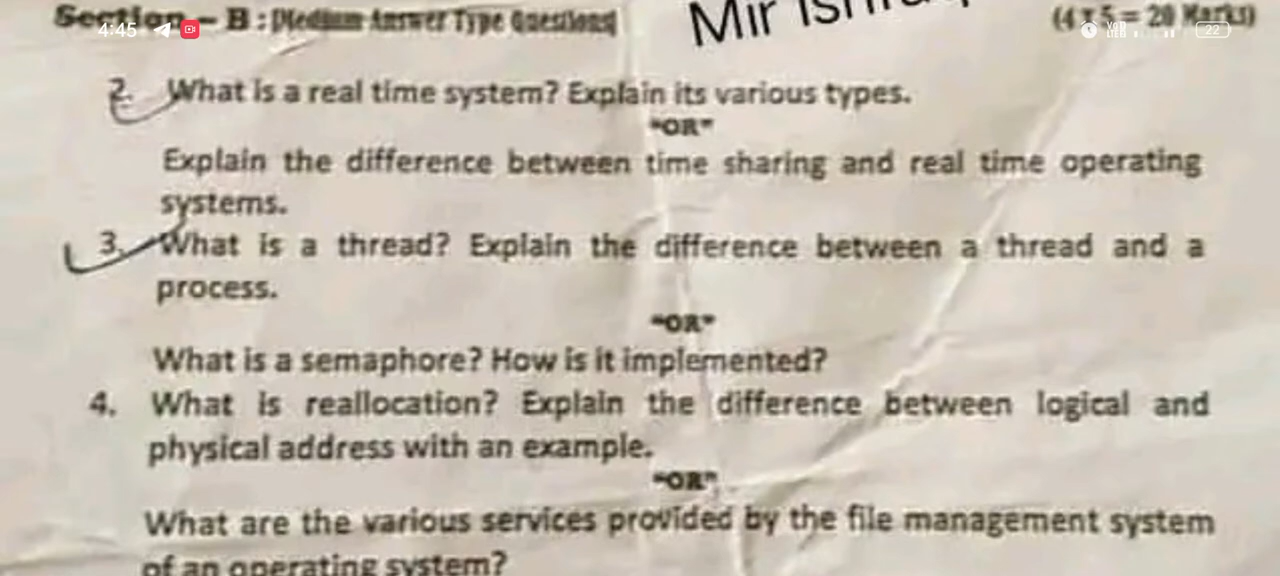 Section – B : [Medium Answer Type Questions]
Mir
(4 x 5 = 20 Marks)
4:45
22
2. What is a real time system? Explain its various types.
"OR"
Explain the difference between time sharing and real time operating
systems.
3. What is a thread? Explain the difference between a thread and a
process.
"OR"
What is a semaphore? How is it implemented?
4. What is reallocation? Explain the difference between logical and
physical address with an example.
"OR"
What are the various services provided by the file management system
of an operating system?